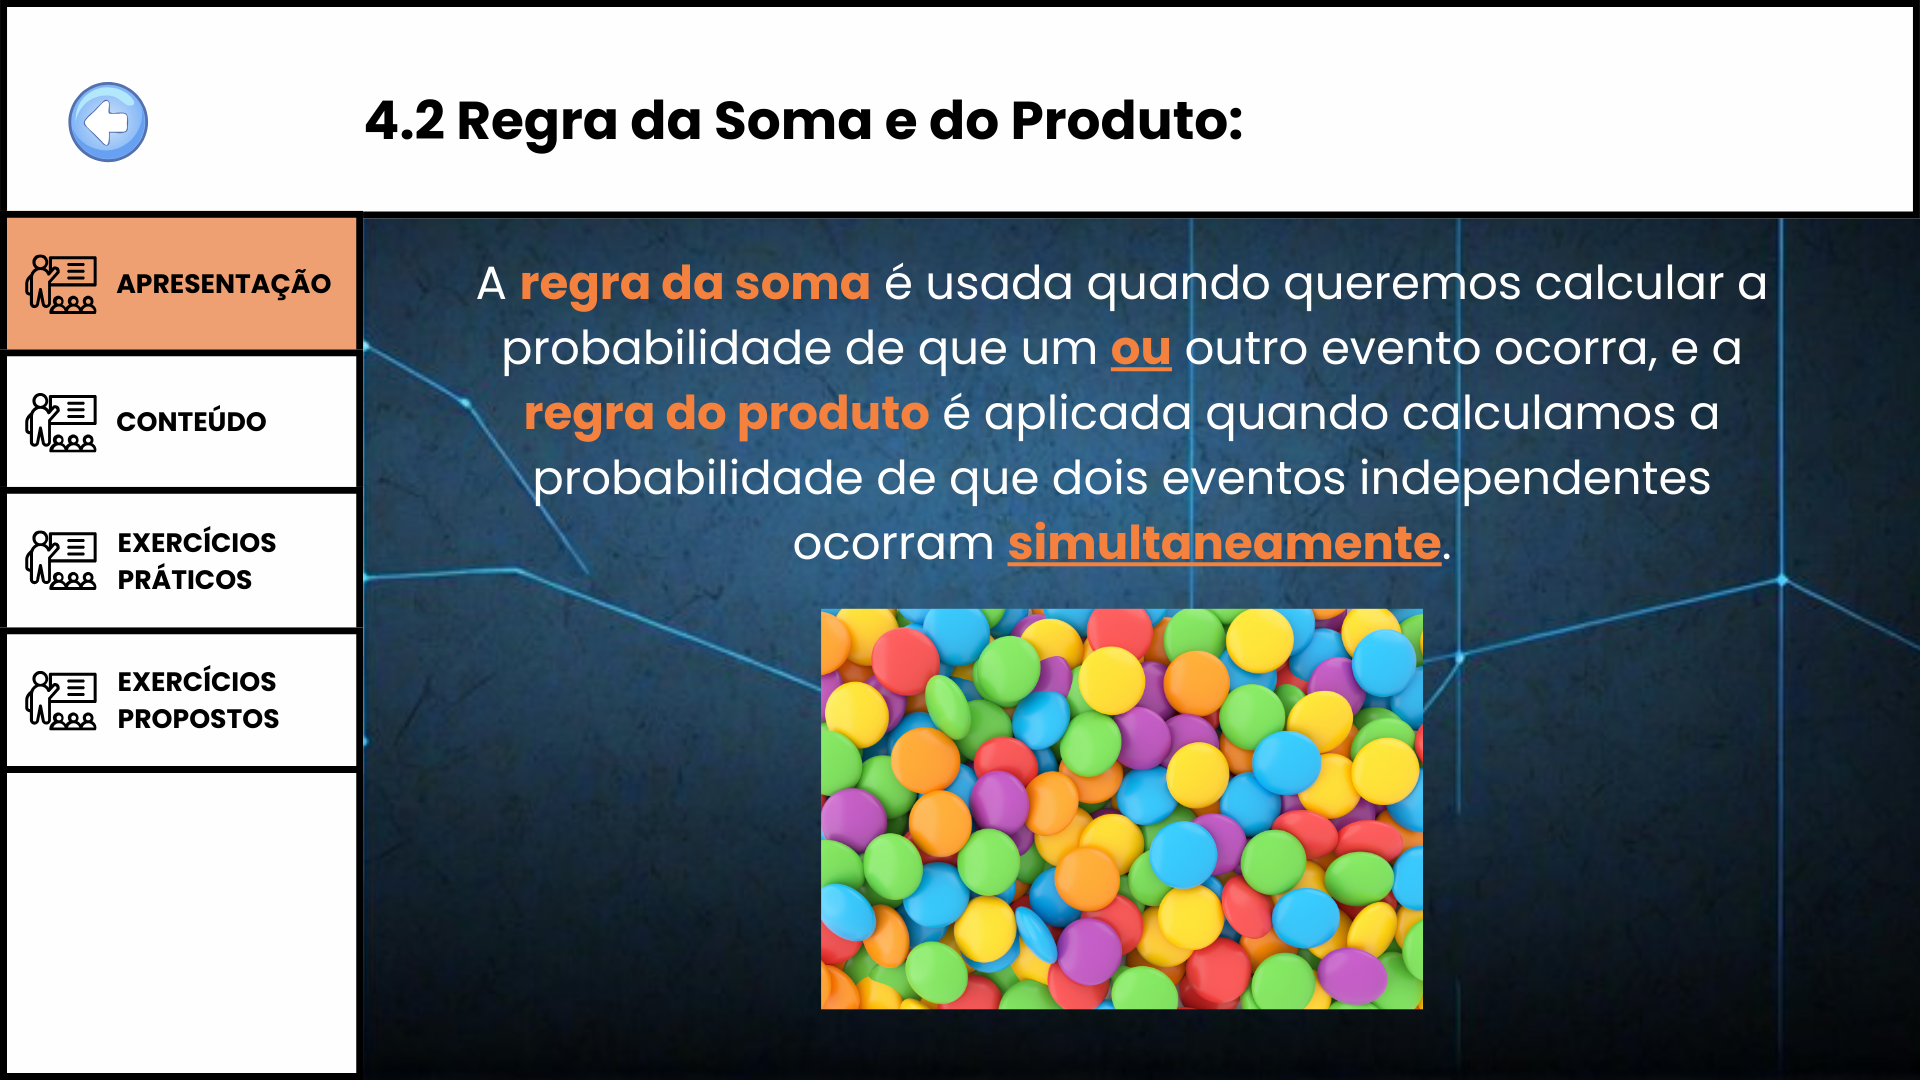 4.2 Regra da Soma e do Produto:
APRESENTAÇÃO
CONTEÚDO
EXERCÍCIOS
PRÁTICOS
EXERCÍCIOS
PROPOSTOS
A regra da soma é usada quando queremos calcular a
probabilidade de que um ou outro evento ocorra, e a
regra do produto é aplicada quando calculamos a
probabilidade de que dois eventos independentes
ocorram simultaneamente.